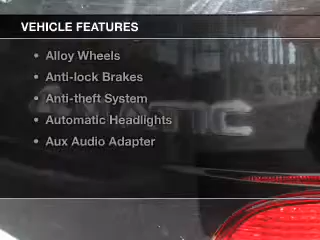 VEHICLE FEATURES
• Alloy Wheels
• Anti-lock Brakes
• Anti-theft System
• Automatic Headlights
• Aux Audio Adapter